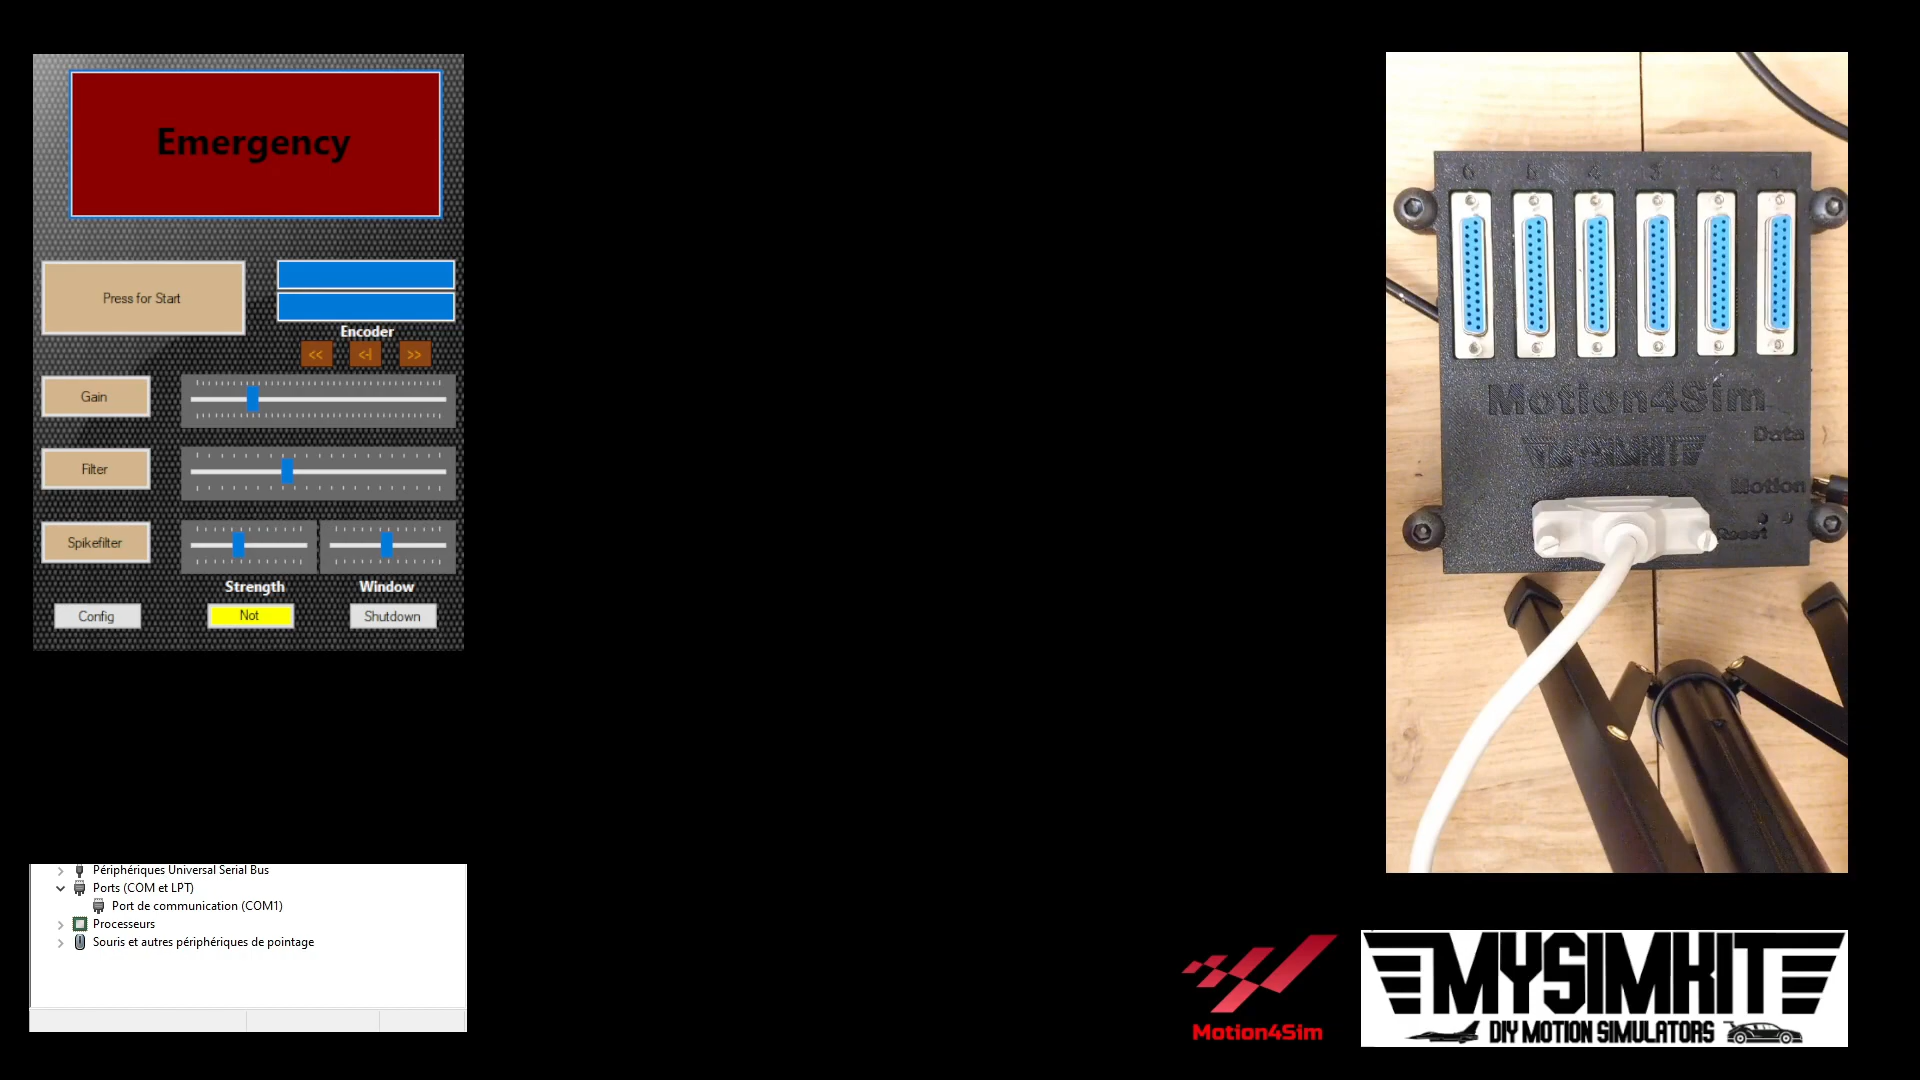 Emergency
Press for Start
Encoder
<< <-| >>
Gain
Filter
Spikefilter
Strength Window
Config Not Shutdown
Périphériques Universal Serial Bus
Ports (COM et LPT)
Port de communication (COM1)
Processeurs
Souris et autres périphériques de pointage
6 5 4 3 2 1
Motion4Sim
Data
MYSIMKIT
Motion
Reset
Motion4Sim
MYSIMKIT
DIY MOTION SIMULATORS